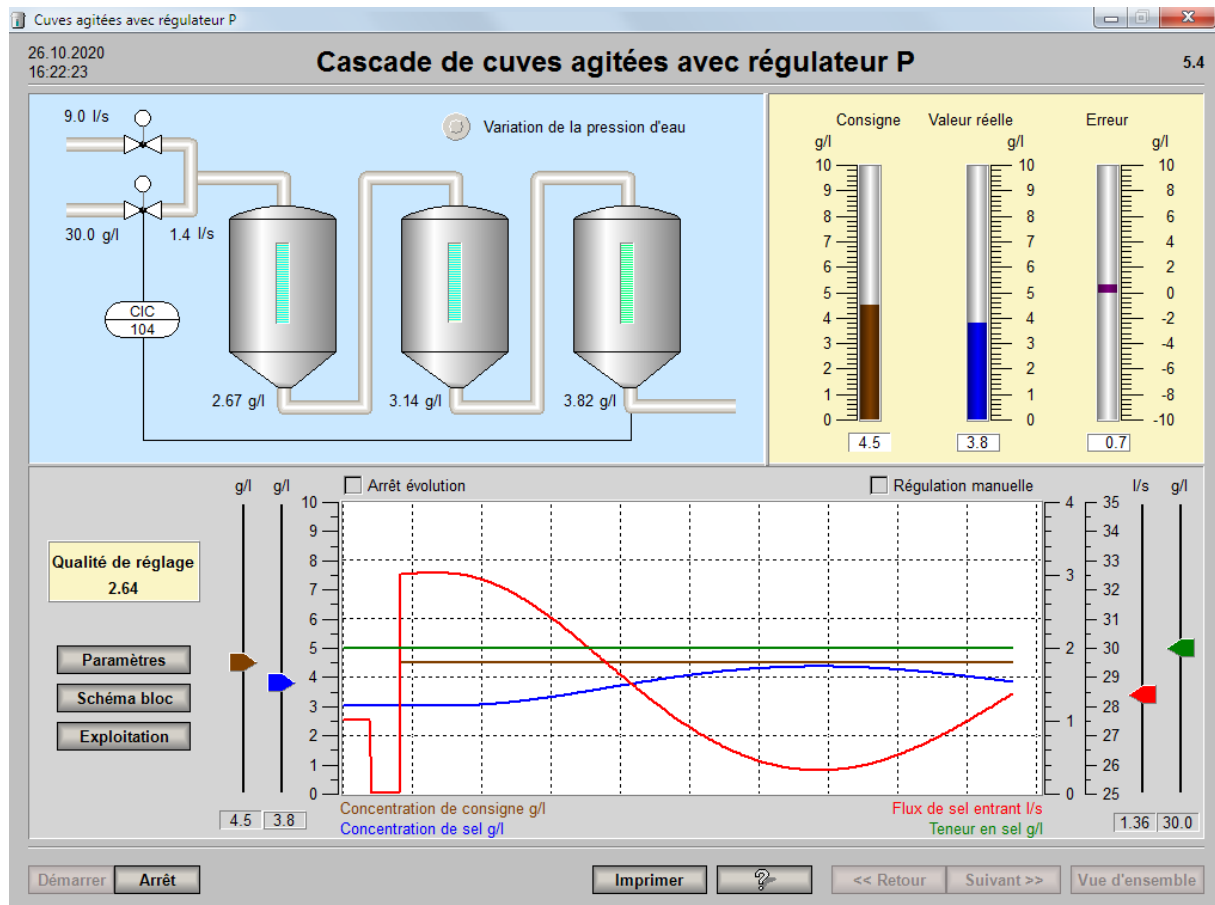 Cuves agitées avec régulateur P
26.10.2020
16:22:23
Cascade de cuves agitées avec régulateur P
5.4
9.0 l/s
Variation de la pression d'eau
30.0 g/l
1.4 l/s
CIC
104
2.67 g/l
3.14 g/l
3.82 g/l
Consigne
Valeur réelle
Erreur
g/l
g/l
g/l
10
9
8
7
6
5
4
3
2
1
0
10
9
8
7
6
5
4
3
2
1
0
10
8
6
4
2
0
-2
-4
-6
-8
-10
4.5
3.8
0.7
Qualité de réglage
2.64
Paramètres
Schéma bloc
Exploitation
g/l
g/l
Arrêt évolution
Régulation manuelle
l/s
g/l
10
9
8
7
6
5
4
3
2
1
0
4
3
2
1
0
35
34
33
32
31
30
29
28
27
26
25
4.5
3.8
Concentration de consigne g/l
Concentration de sel g/l
Flux de sel entrant l/s
Teneur en sel g/l
1.36
30.0
Démarrer
Arrêt
Imprimer
?
<< Retour
Suivant >>
Vue d'ensemble